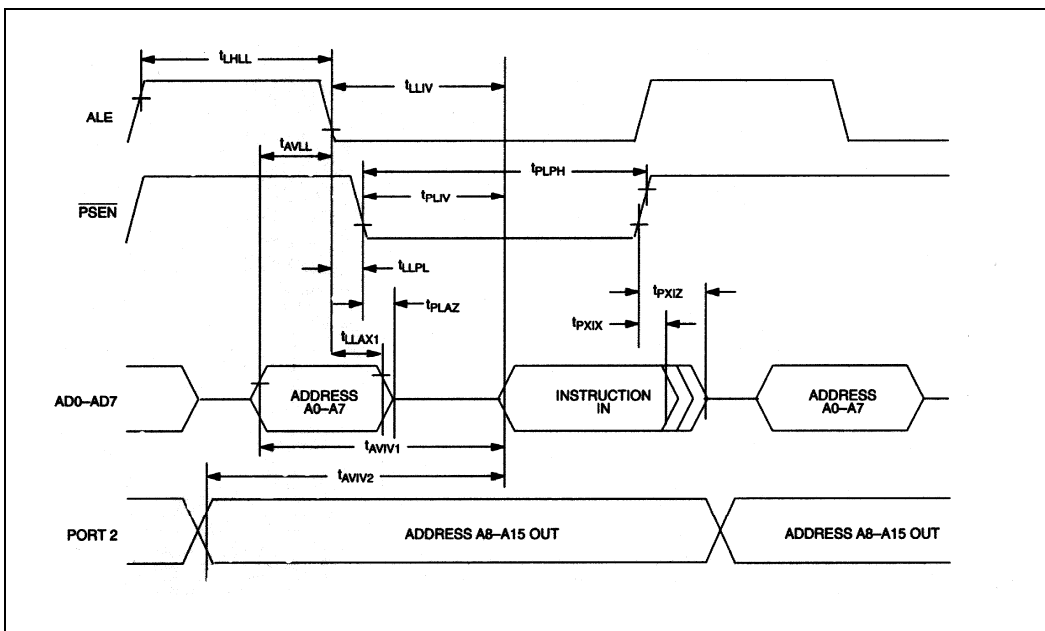 tLHLL
tLLIV
ALE
tAVLL
tPLPH
PSEN
tPLIV
tLLPL
tPXIZ
tPLAZ
tPXIX
tLLAX1
AD0–AD7
ADDRESS
A0–A7
INSTRUCTION
IN
ADDRESS
A0–A7
tAVIV1
tAVIV2
PORT 2
ADDRESS A8–A15 OUT
ADDRESS A8–A15 OUT